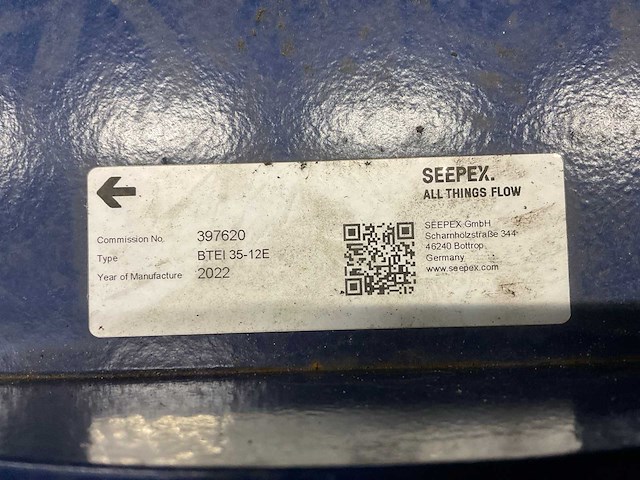 SEEPEX.
ALL THINGS FLOW
Commission No. 397620
Type BTEI 35-12E
Year of Manufacture 2022
SEEPEX GmbH
Scharnholzstraße 344
46240 Bottrop
Germany
www.seepex.com